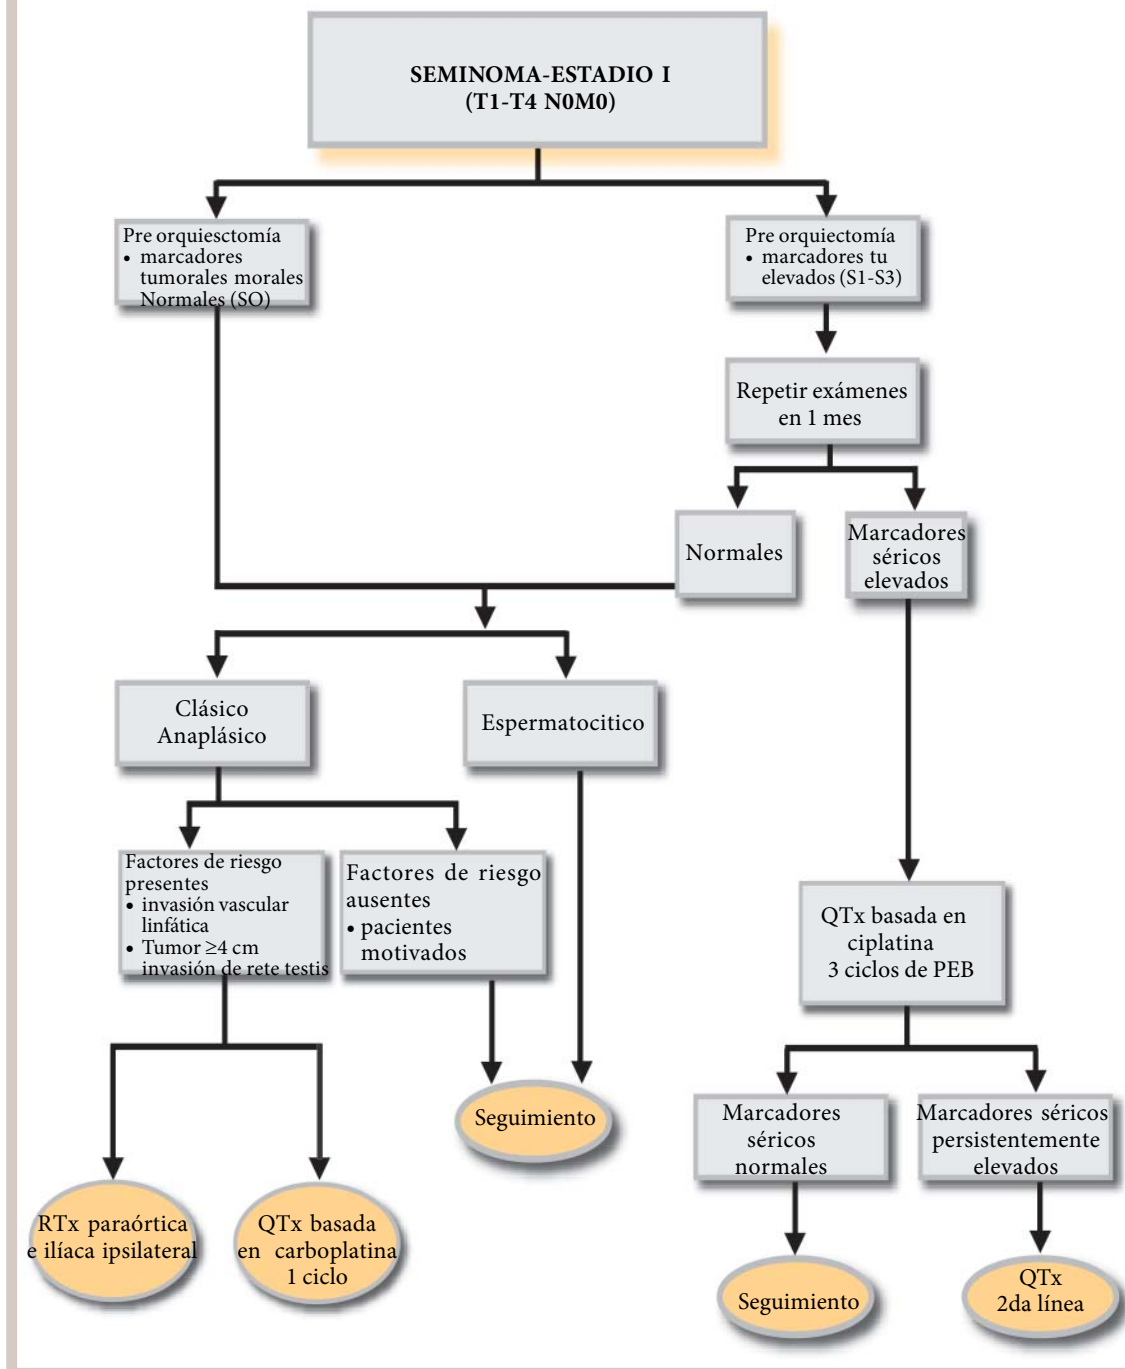 SEMINOMA-ESTADIO I
(T1-T4 N0M0)
Pre orquiesctomía
• marcadores
tumorales morales
Normales (SO)
Pre orquiectomía
• marcadores tu
elevados (S1-S3)
Repetir exámenes
en 1 mes
Normales
Marcadores
séricos
elevados
Clásico
Anaplásico
Espermatocitico
Factores de riesgo
presentes
• invasión vascular
linfática
• Tumor ≥4 cm
invasión de rete testis
Factores de riesgo
ausentes
• pacientes
motivados
QTx basada en
ciplatina
3 ciclos de PEB
Seguimiento
Marcadores
séricos
normales
Marcadores séricos
persistentemente
elevados
RTx paraórtica
e ilíaca ipsilateral
QTx basada
en carboplatina
1 ciclo
Seguimiento
QTx
2da línea